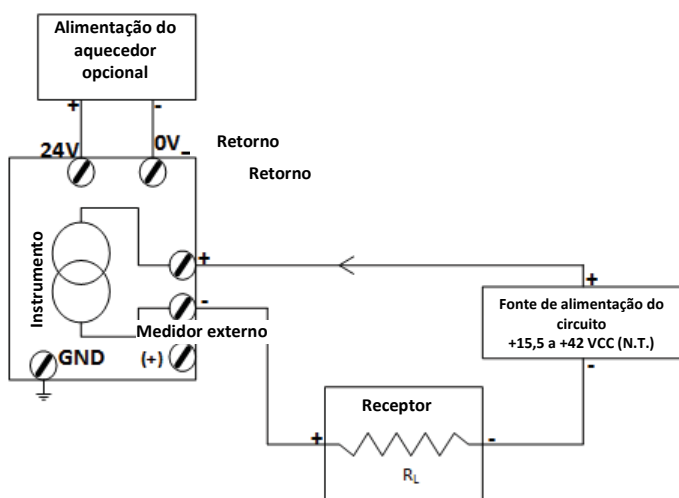 Alimentação do
aquecedor
opcional
+ -
24V 0V_ Retorno
Retorno
Instrumento
+
-
Medidor externo
(+)
GND
+
Fonte de alimentação do
circuito
+15,5 a +42 VCC (N.T.)
-
Receptor
+ -
RL